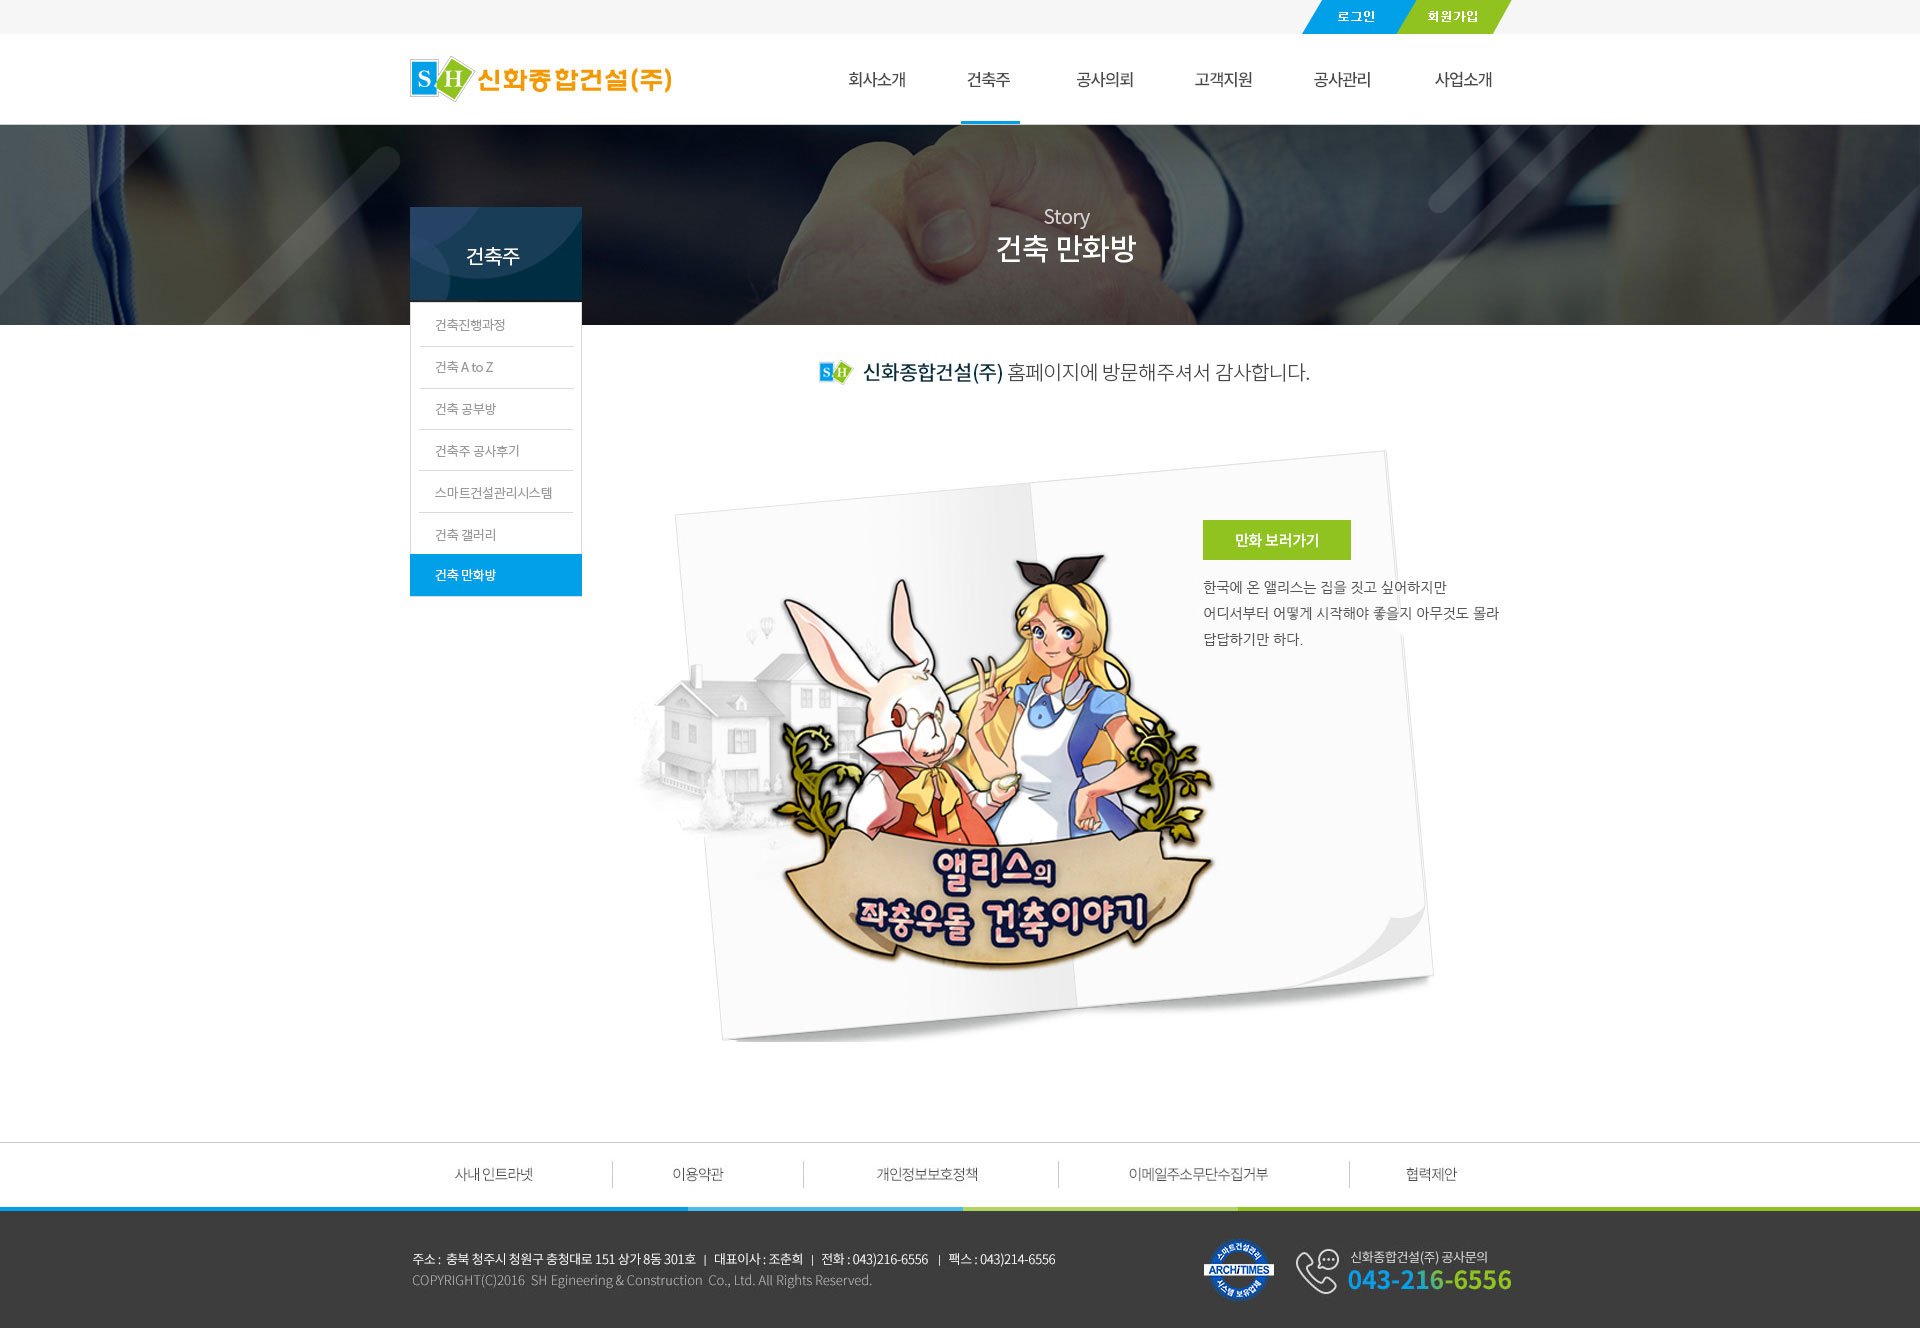 로그인
회원가입
SH 신화종합건설(주)
회사소개
건축주
공사의뢰
고객지원
공사관리
사업소개
Story
건축 만화방
건축주
건축진행과정
건축 A to Z
건축 공부방
건축주 공사후기
스마트건설관리시스템
건축 갤러리
건축 만화방
SH 신화종합건설(주) 홈페이지에 방문해주셔서 감사합니다.
만화 보러가기
한국에 온 앨리스는 집을 짓고 싶어하지만
어디서부터 어떻게 시작해야 좋을지 아무것도 몰라
답답하기만 하다.
앨리스의
좌충우돌 건축이야기
사내 인트라넷
이용약관
개인정보보호정책
이메일주소무단수집거부
협력제안
주소 : 충북 청주시 청원구 충청대로 151 상가 8동 301호 | 대표이사 : 조춘희 | 전화 : 043)216-6556 | 팩스 : 043)214-6556
COPYRIGHT(C)2016 SH Egineering & Construction Co., Ltd. All Rights Reserved.
스마트건설관리
ARCHITIMES
시스템 보유업체
신화종합건설(주) 공사문의
043-216-6556